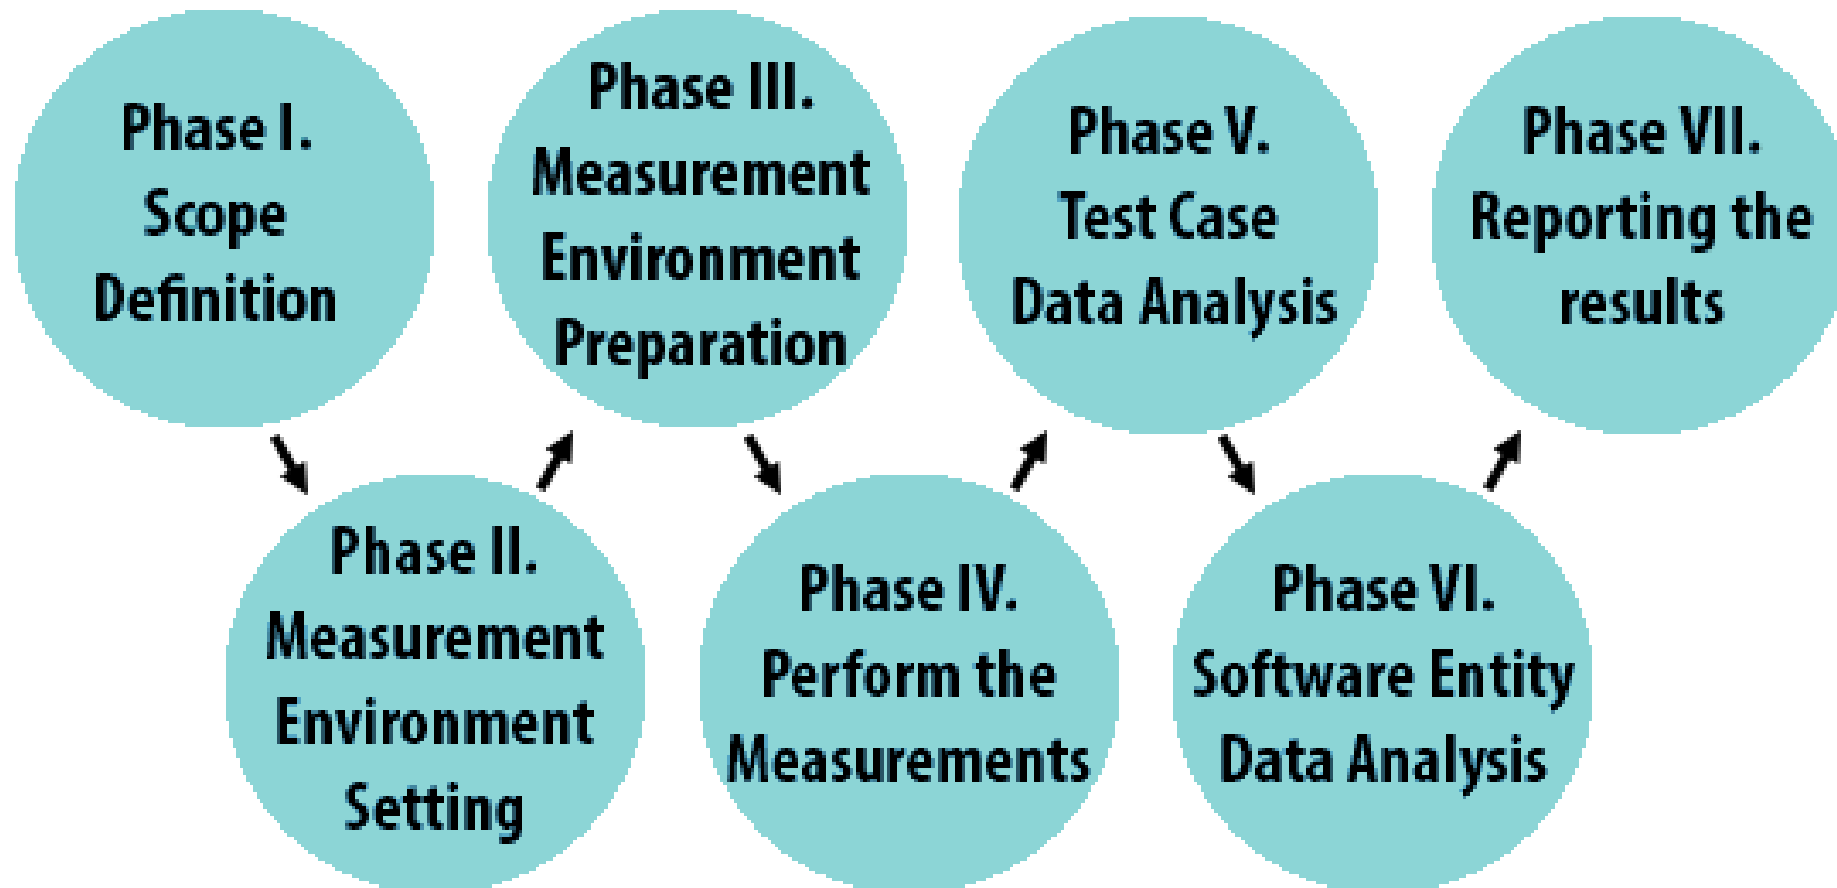 Phase I.
Scope
Definition
Phase II.
Measurement
Environment
Setting
Phase III.
Measurement
Environment
Preparation
Phase IV.
Perform the
Measurements
Phase V.
Test Case
Data Analysis
Phase VI.
Software Entity
Data Analysis
Phase VII.
Reporting the
results